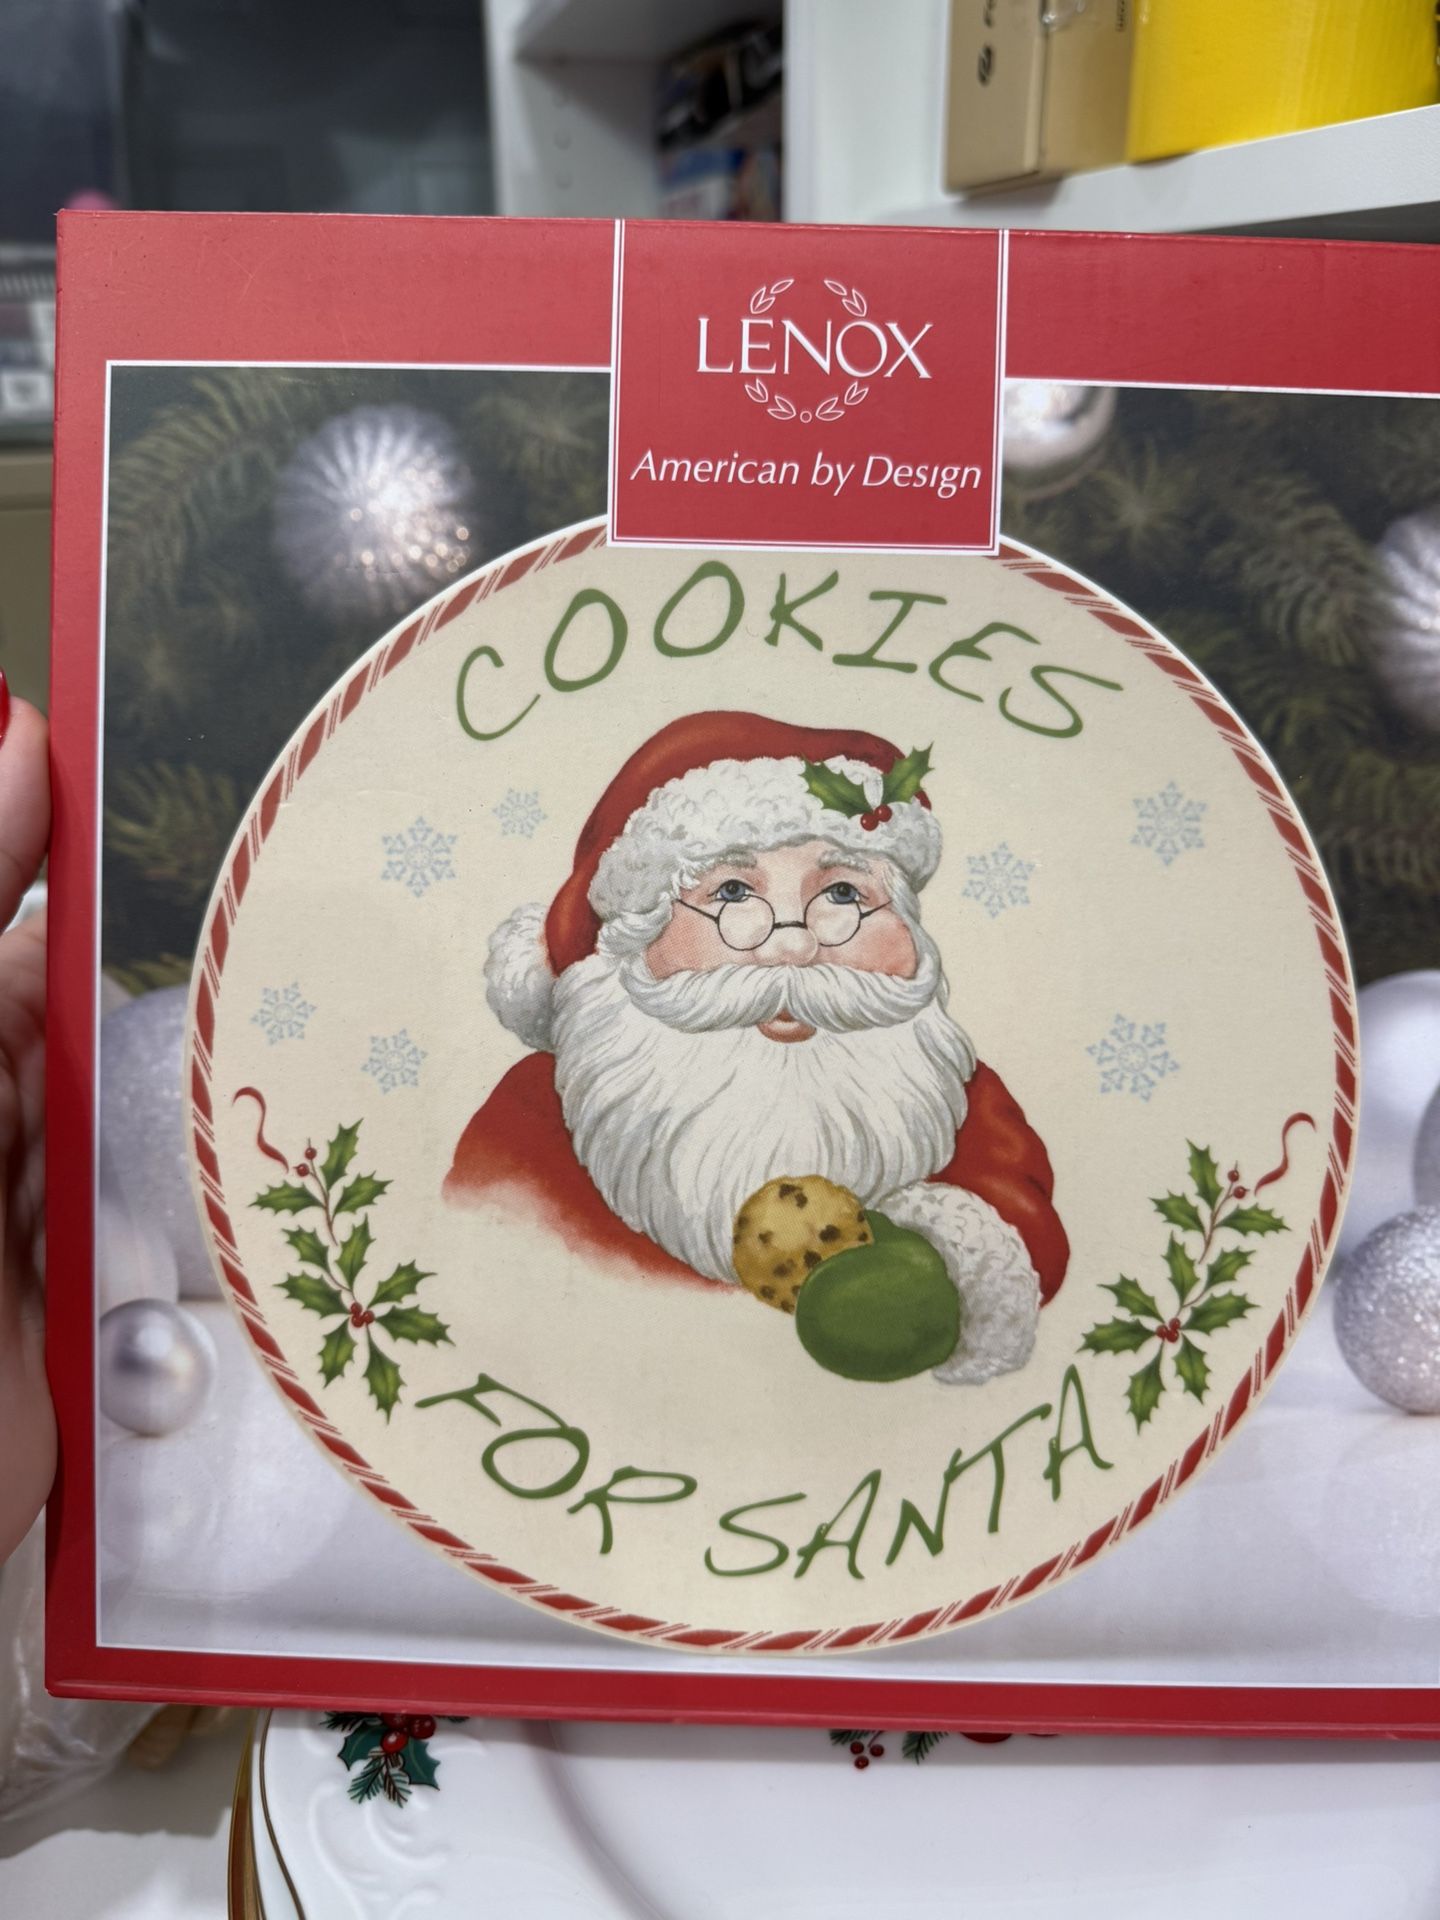 LENOX
American by Design
COOKIES
FOR SANTA